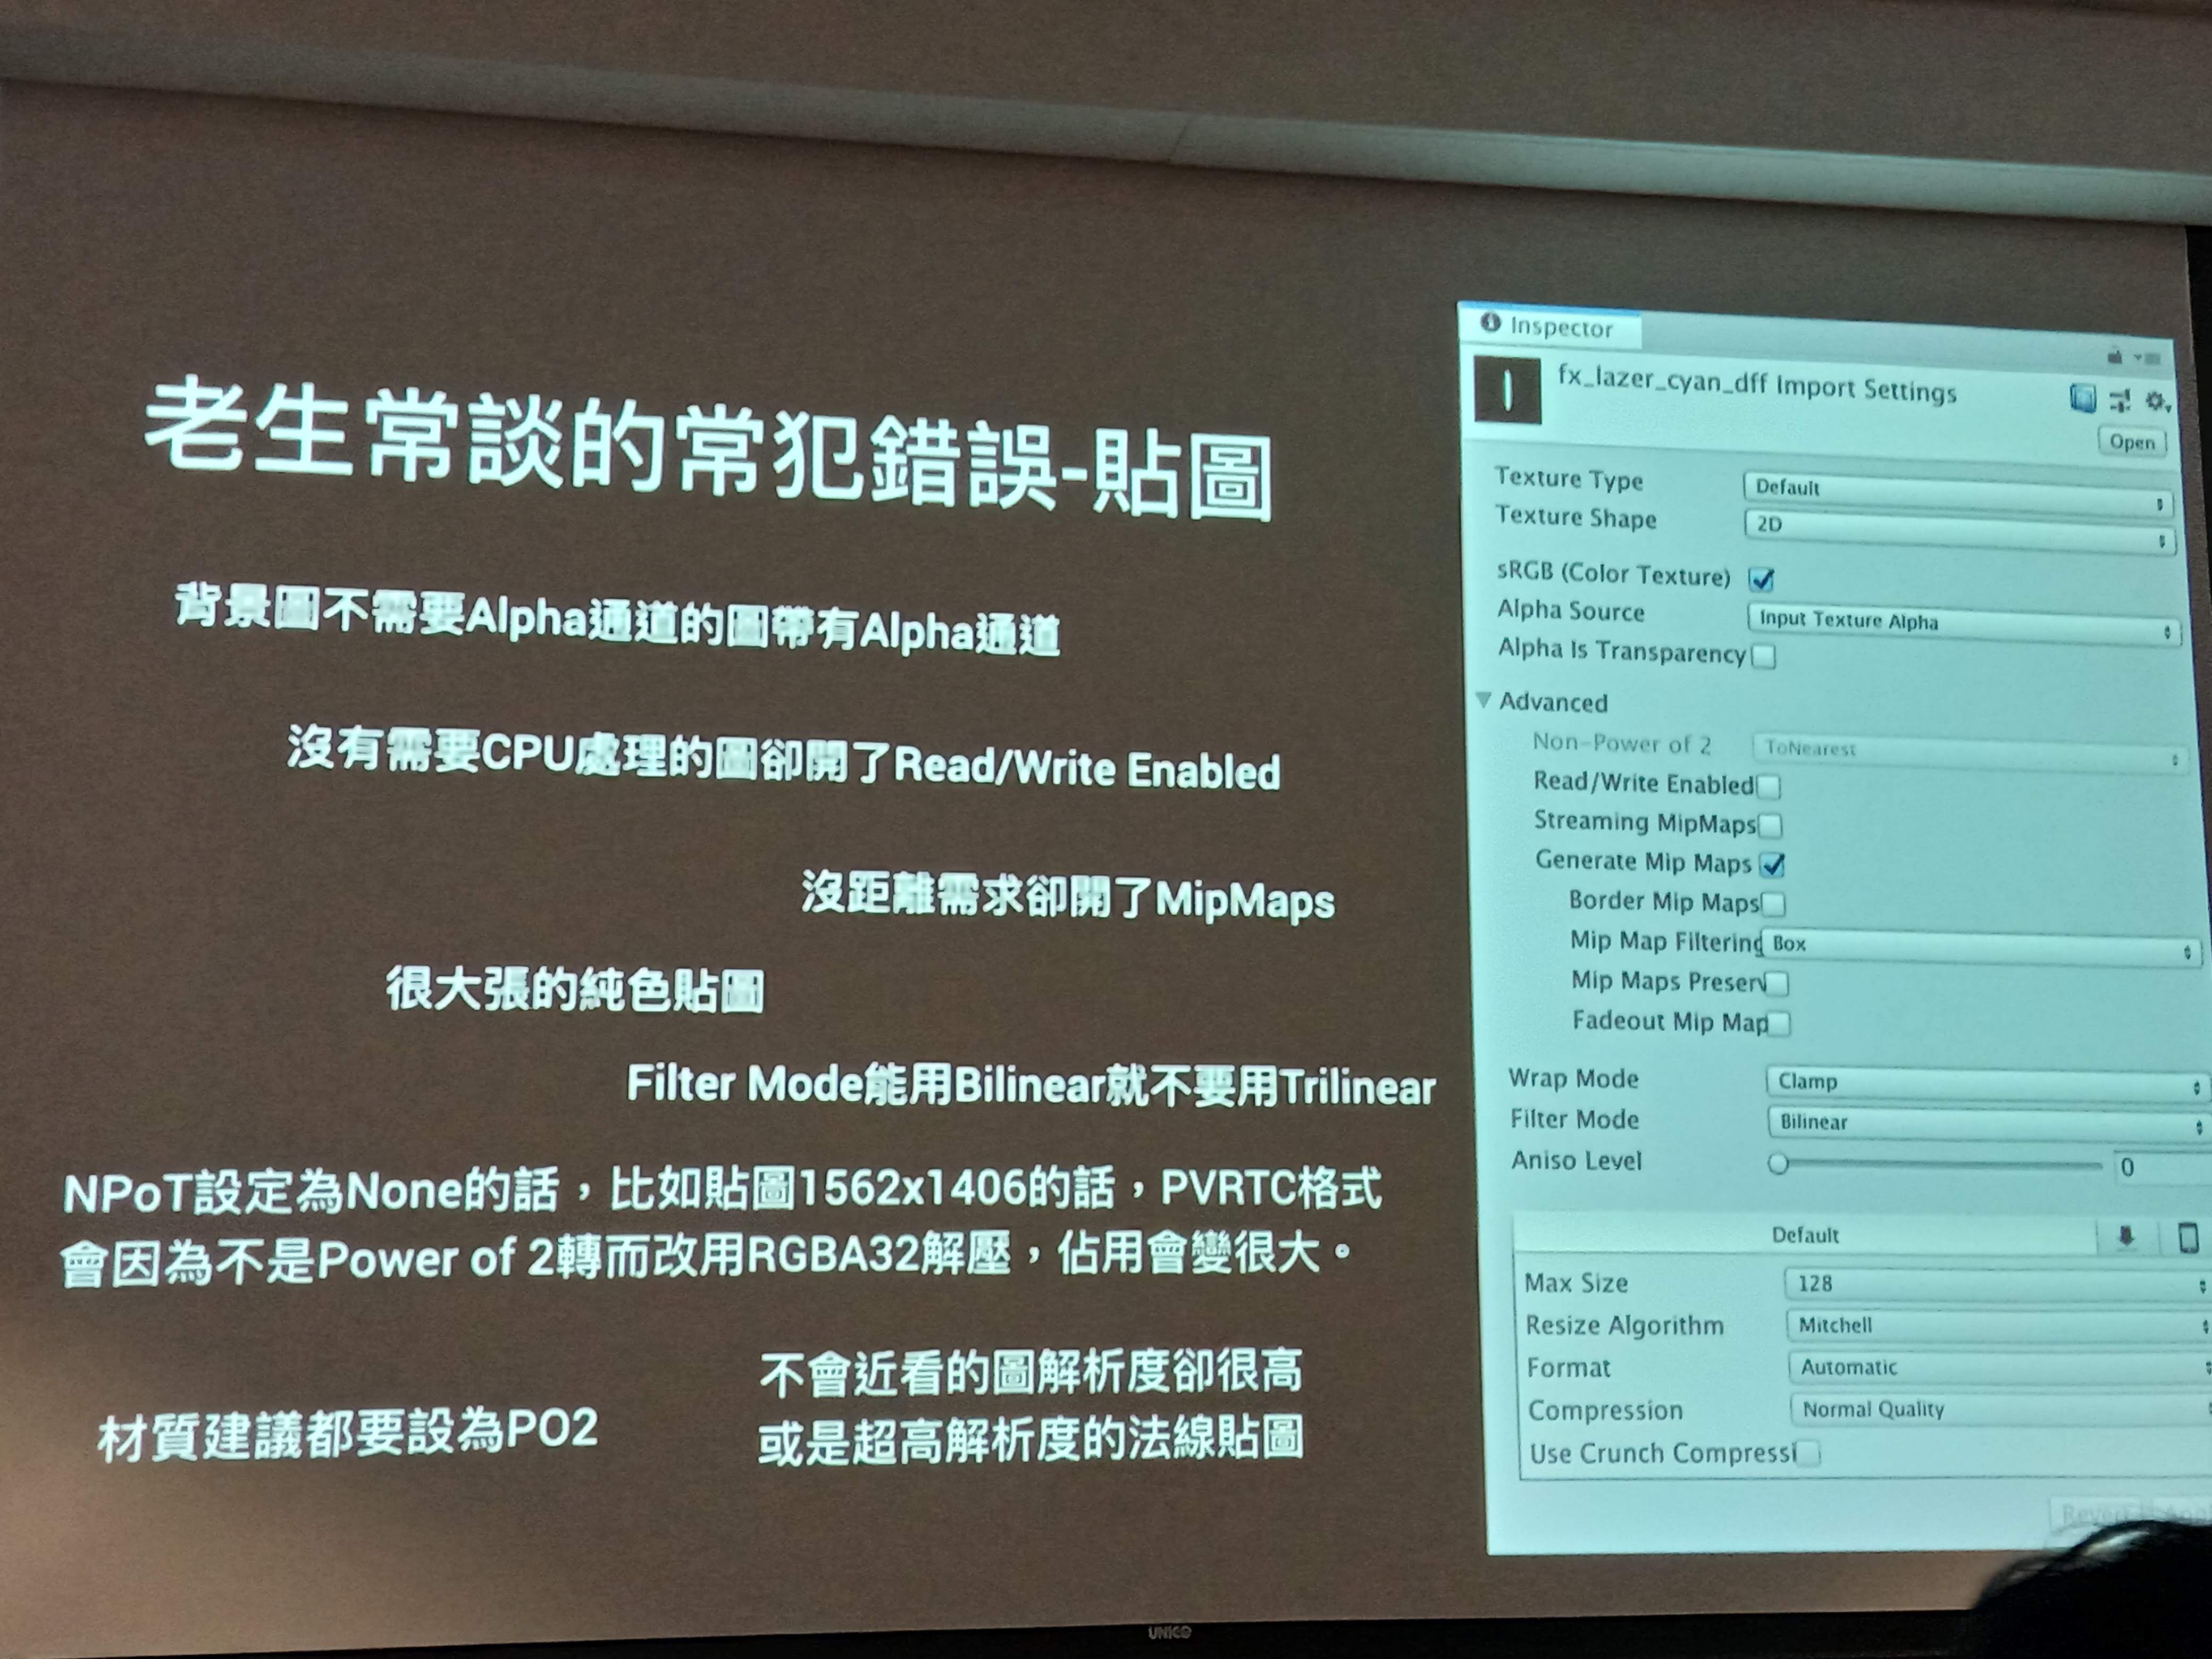 老生常談的常犯錯誤-貼圖
背景圖不需要Alpha通道的圖帶有Alpha通道
沒有需要CPU處理的圖卻開了Read/Write Enabled
沒距離需求卻開了MipMaps
很大張的純色貼圖
Filter Mode能用Bilinear就不要用Trilinear
NPoT設定為None的話，比如貼圖1562x1406的話，PVRTC格式
會因為不是Power of 2轉而改用RGBA32解壓，佔用會變很大。
不會近看的圖解析度卻很高
或是超高解析度的法線貼圖
材質建議都要設為PO2
Inspector
fx_lazer_cyan_dff Import Settings
Open
Texture Type Default
Texture Shape 2D
sRGB (Color Texture)
Alpha Source Input Texture Alpha
Alpha Is Transparency
Advanced
Non-Power of 2 ToNearest
Read/Write Enabled
Streaming MipMaps
Generate Mip Maps
Border Mip Maps
Mip Map Filtering Box
Mip Maps Preserv
Fadeout Mip Map
Wrap Mode Clamp
Filter Mode Bilinear
Aniso Level 0
Default
Max Size 128
Resize Algorithm Mitchell
Format Automatic
Compression Normal Quality
Use Crunch Compressi
Revert
UNICO